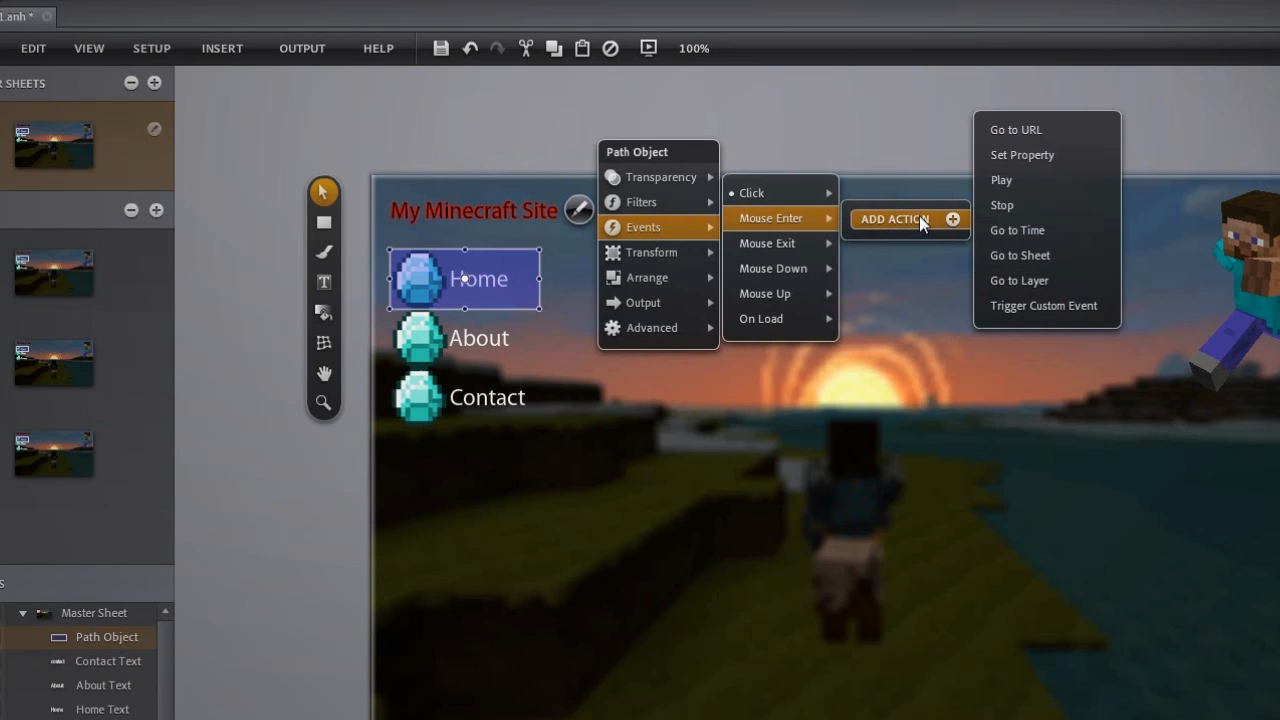 1.anh *
EDIT VIEW SETUP INSERT OUTPUT HELP 100%
R SHEETS
My Minecraft Site
Home
About
Contact
Path Object
Transparency
Filters
Events
Transform
Arrange
Output
Advanced
Click
Mouse Enter
Mouse Exit
Mouse Down
Mouse Up
On Load
ADD ACTION
Go to URL
Set Property
Play
Stop
Go to Time
Go to Sheet
Go to Layer
Trigger Custom Event
S
Master Sheet
Path Object
Contact Text
About Text
Home Text